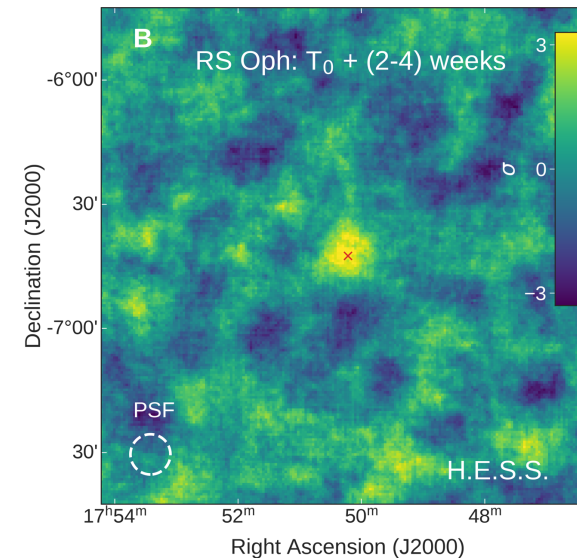 B
RS Oph: T₀ + (2-4) weeks
3
σ
0
−3
Declination (J2000)
-6°00'
30'
-7°00'
30'
PSF
H.E.S.S.
17ʰ54ᵐ 52ᵐ 50ᵐ 48ᵐ
Right Ascension (J2000)